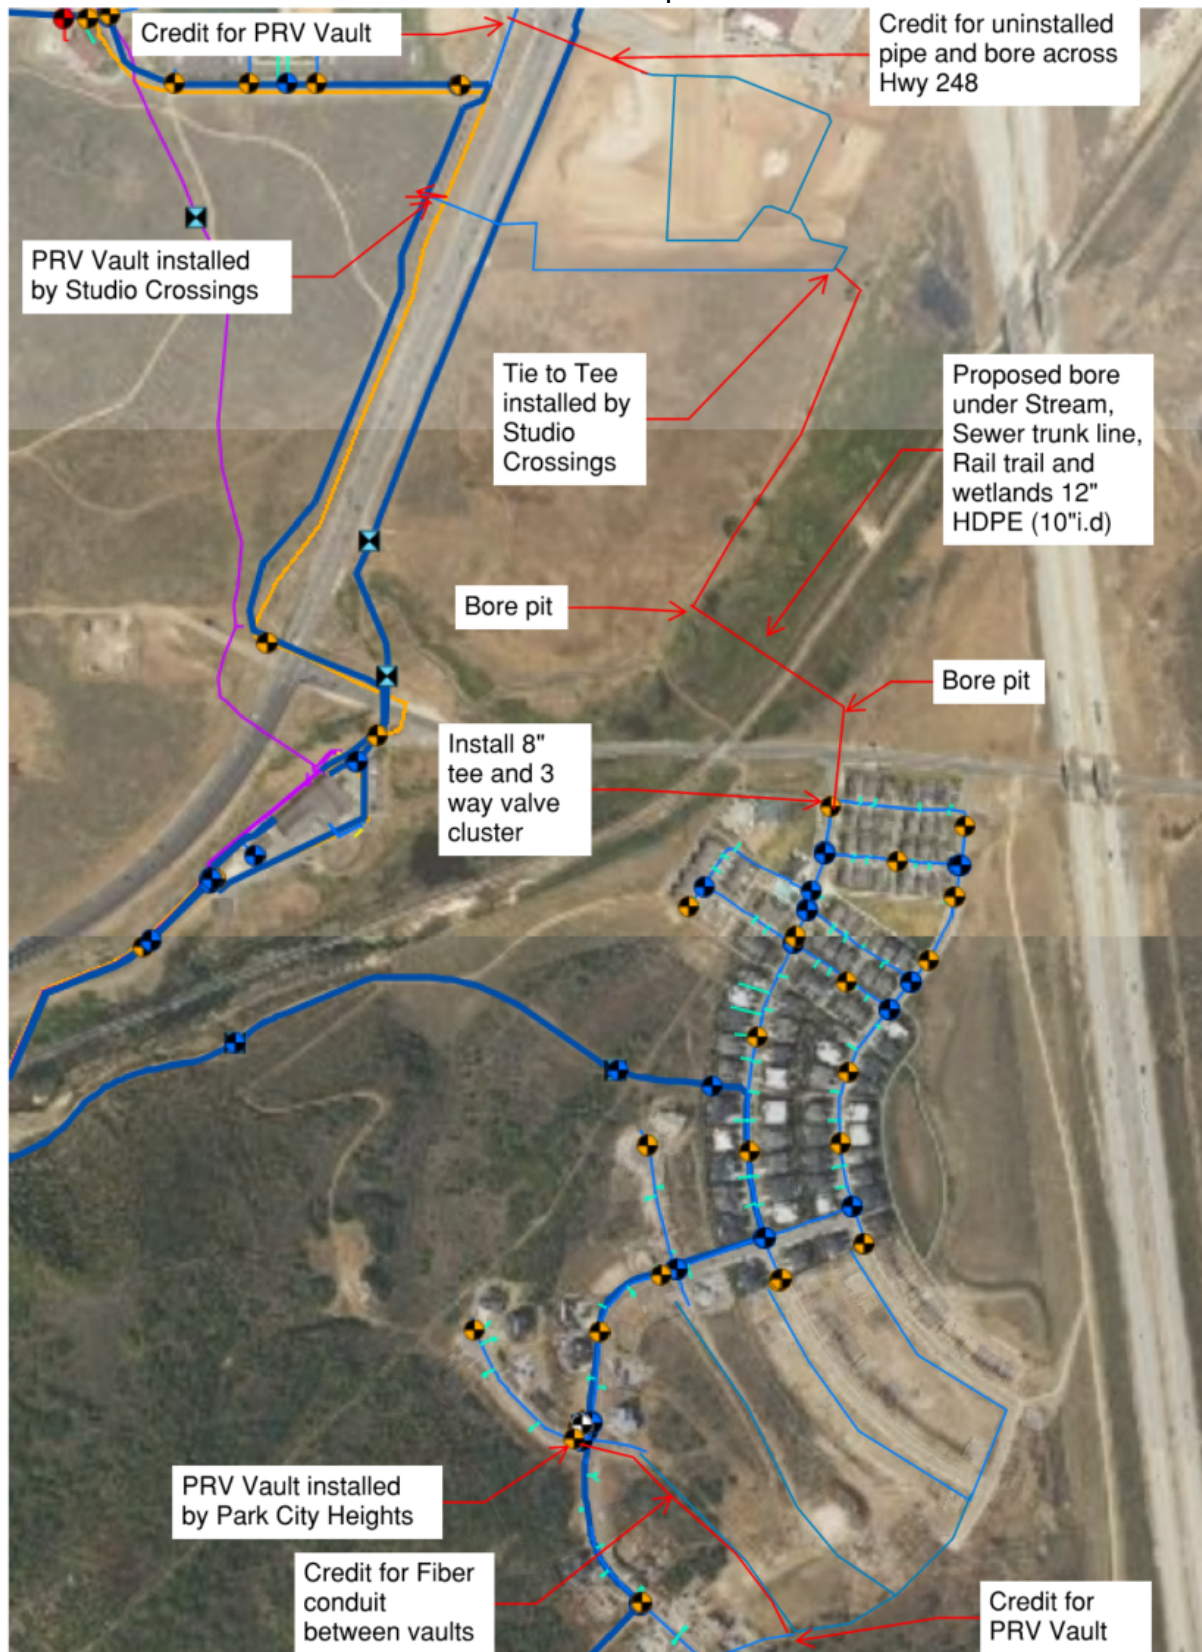 Credit for PRV Vault
Credit for uninstalled
pipe and bore across
Hwy 248
PRV Vault installed
by Studio Crossings
Tie to Tee
installed by
Studio
Crossings
Proposed bore
under Stream,
Sewer trunk line,
Rail trail and
wetlands 12"
HDPE (10"i.d)
Bore pit
Bore pit
Install 8"
tee and 3
way valve
cluster
PRV Vault installed
by Park City Heights
Credit for Fiber
conduit
between vaults
Credit for
PRV Vault